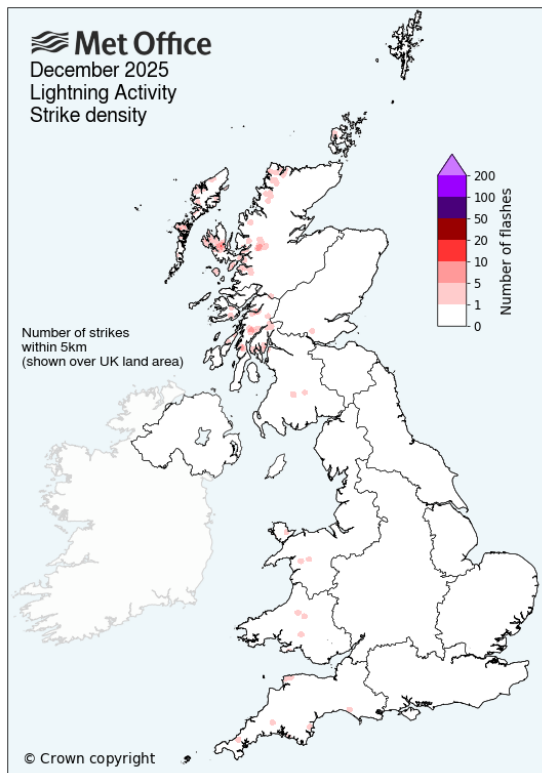 Met Office
December 2025
Lightning Activity
Strike density
200
100
50
20
10
5
1
0
Number of flashes
Number of strikes
within 5km
(shown over UK land area)
© Crown copyright